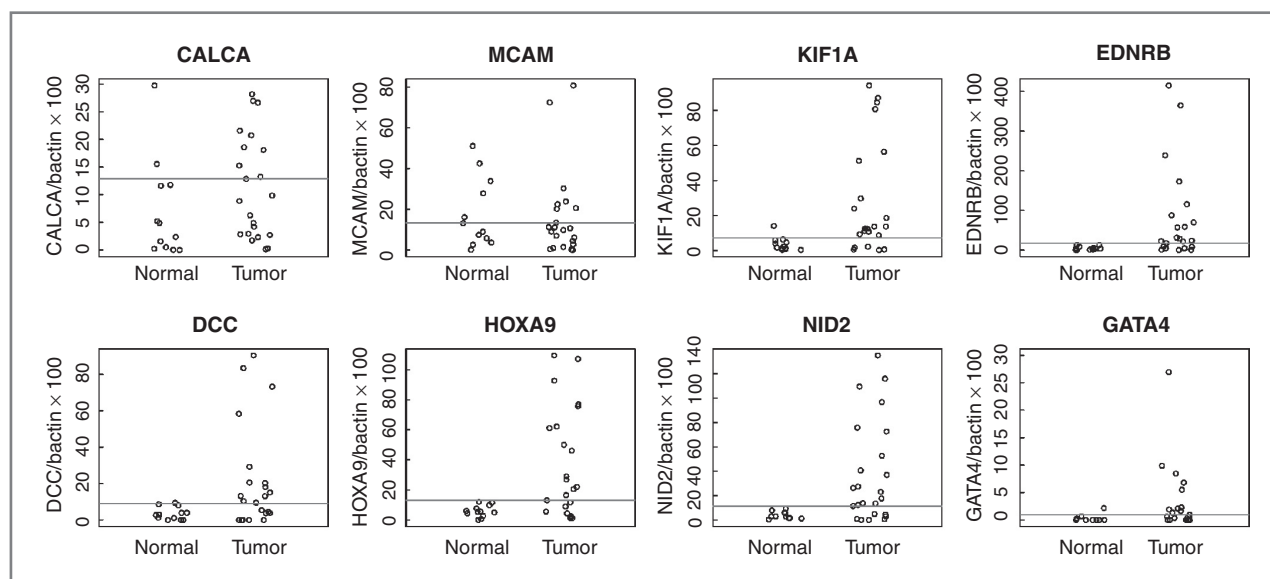 CALCA
CALCA/bactin × 100
30
25
20
15
10
5
0
Normal Tumor
MCAM
MCAM/bactin × 100
80
60
40
20
0
Normal Tumor
KIF1A
KIF1A/bactin × 100
80
60
40
20
0
Normal Tumor
EDNRB
EDNRB/bactin × 100
400
300
200
100
0
Normal Tumor
DCC
DCC/bactin × 100
80
60
40
20
0
Normal Tumor
HOXA9
HOXA9/bactin × 100
100
80
60
40
20
0
Normal Tumor
NID2
NID2/bactin × 100
140
100
80
60
40
20
0
Normal Tumor
GATA4
GATA4/bactin × 100
30
25
20
15
10
5
0
Normal Tumor